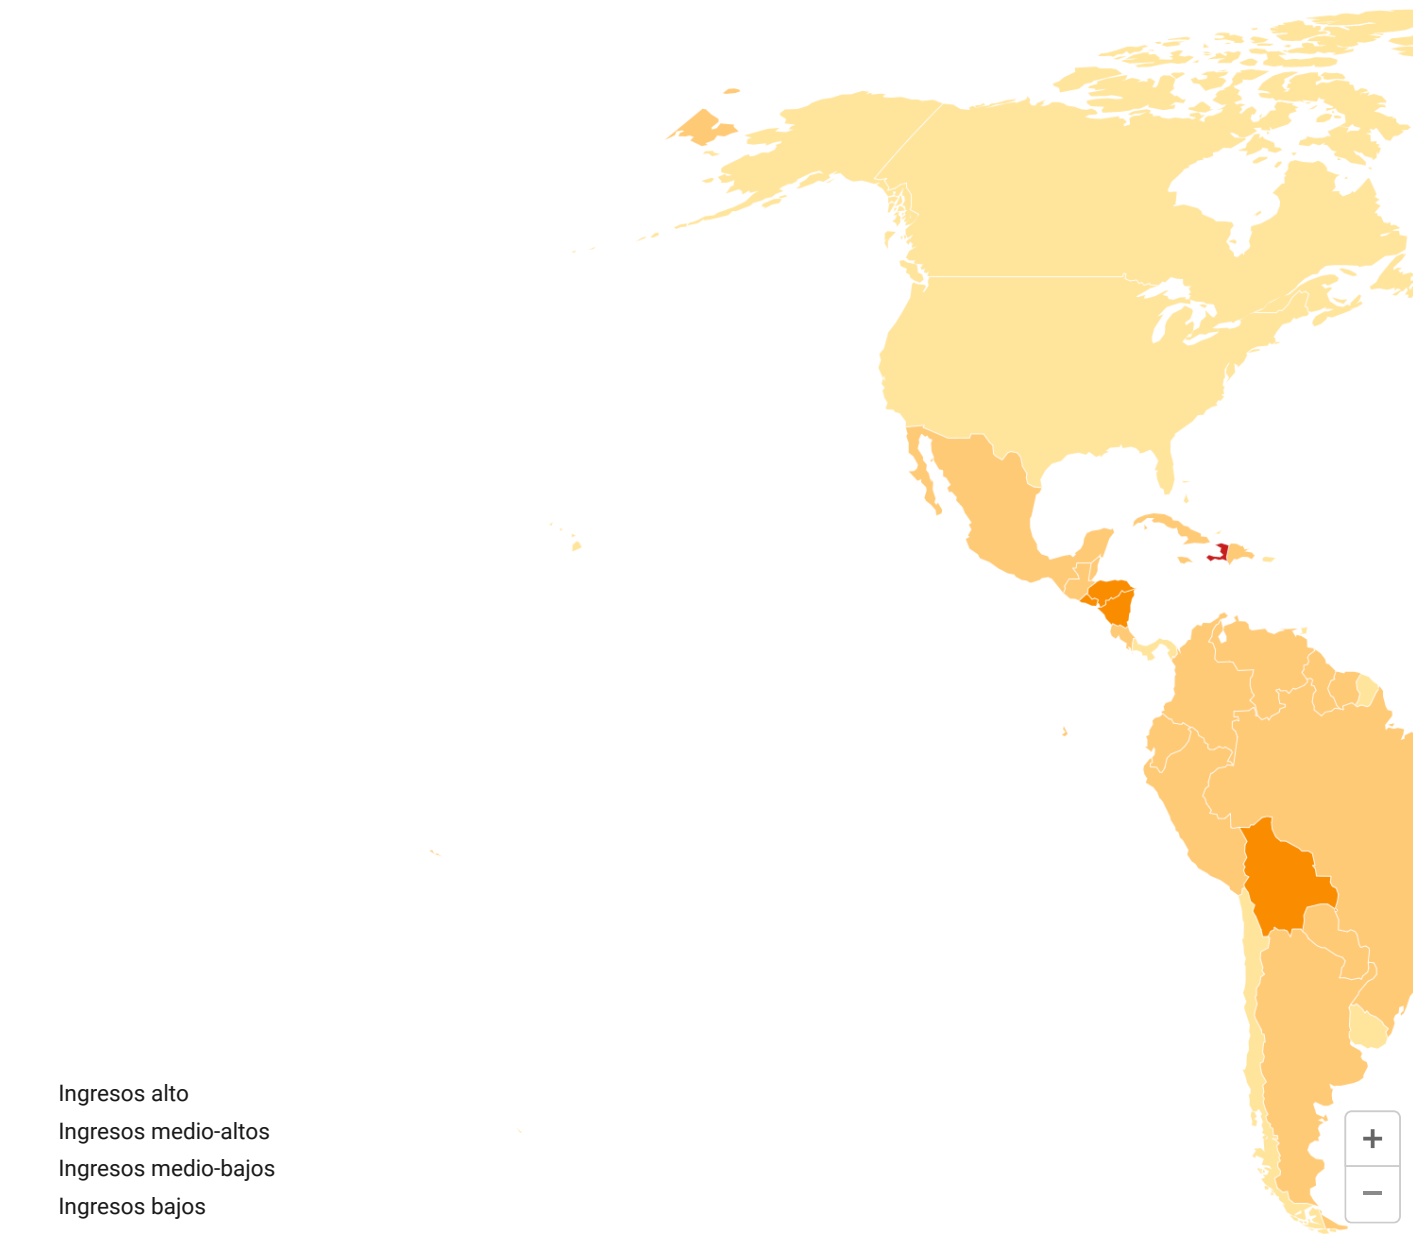 Ingresos alto
Ingresos medio-altos
Ingresos medio-bajos
Ingresos bajos
+
−